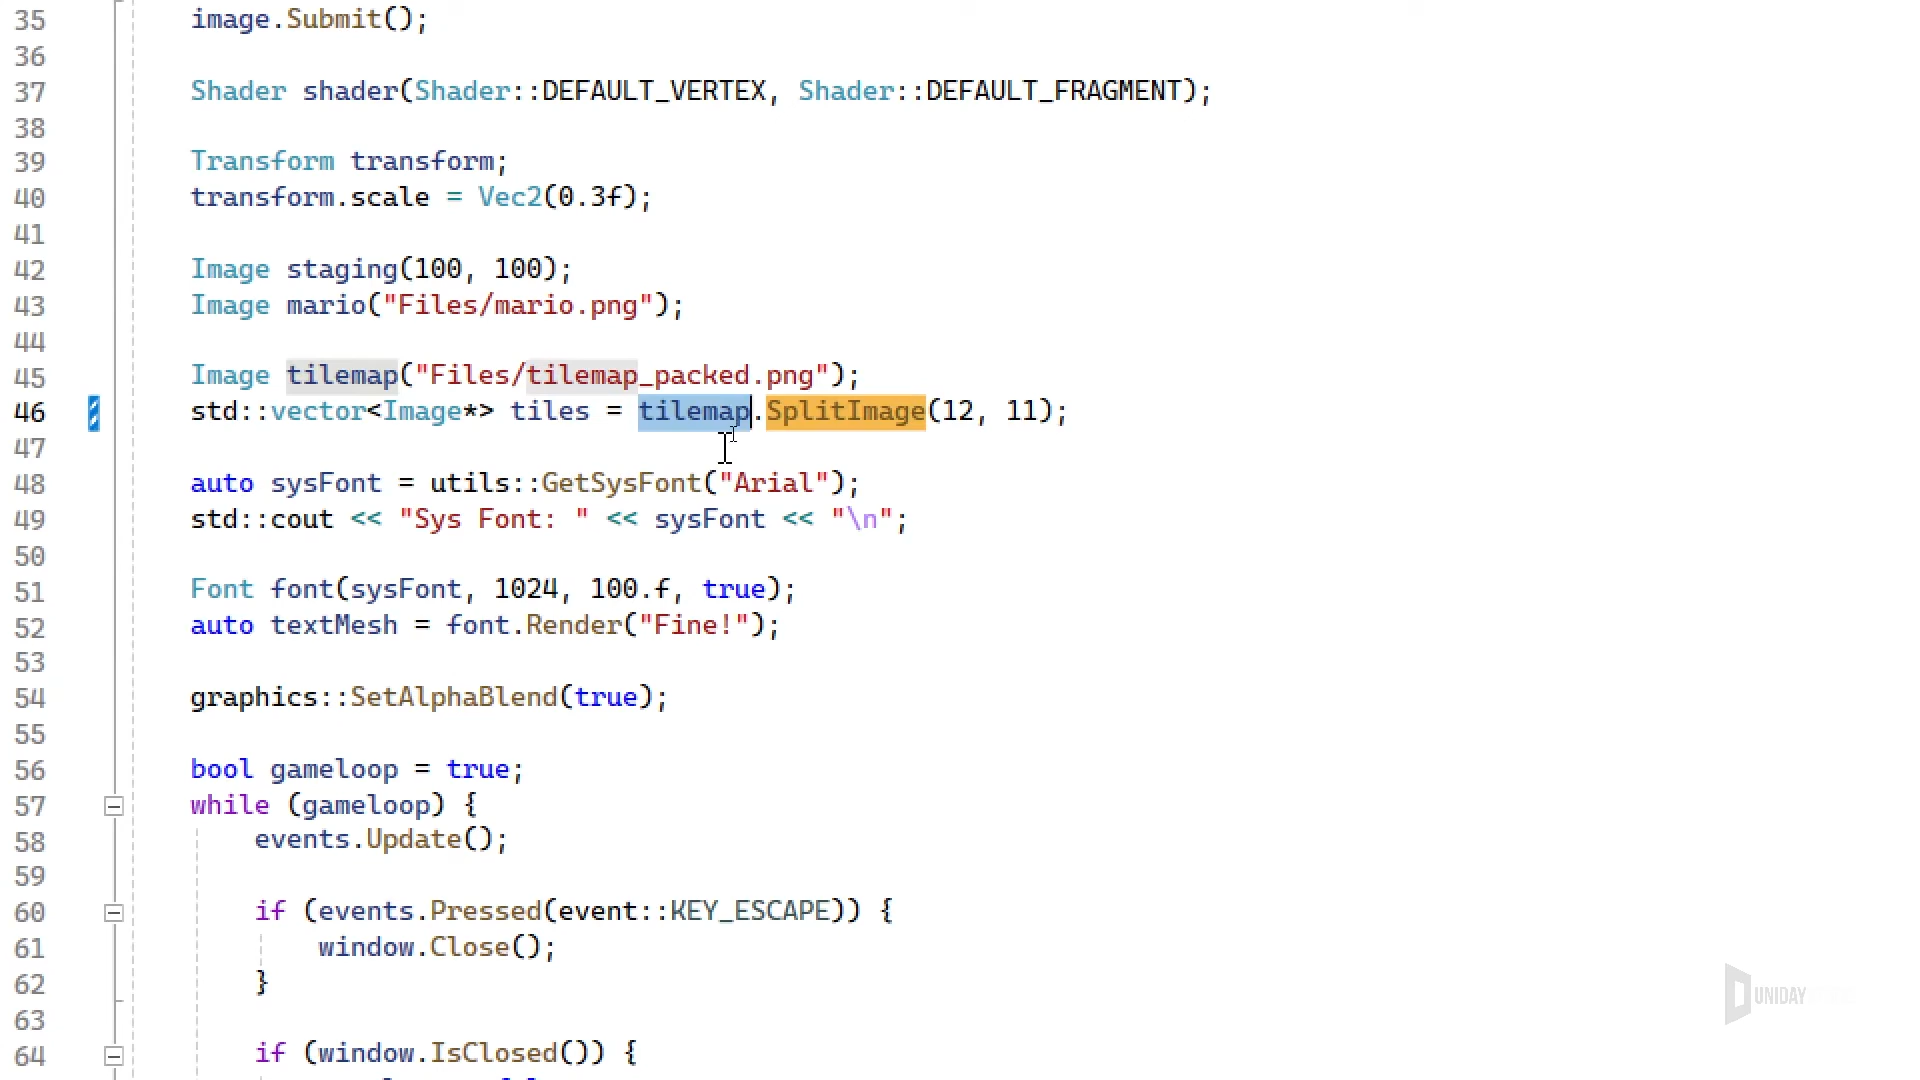 35 image.Submit();
36
37 Shader shader(Shader::DEFAULT_VERTEX, Shader::DEFAULT_FRAGMENT);
38
39 Transform transform;
40 transform.scale = Vec2(0.3f);
41
42 Image staging(100, 100);
43 Image mario("Files/mario.png");
44
45 Image tilemap("Files/tilemap_packed.png");
46 std::vector<Image*> tiles = tilemap.SplitImage(12, 11);
47
48 auto sysFont = utils::GetSysFont("Arial");
49 std::cout << "Sys Font: " << sysFont << "\n";
50
51 Font font(sysFont, 1024, 100.f, true);
52 auto textMesh = font.Render("Fine!");
53
54 graphics::SetAlphaBlend(true);
55
56 bool gameloop = true;
57 while (gameloop) {
58 events.Update();
59
60 if (events.Pressed(event::KEY_ESCAPE)) {
61 window.Close();
62 }
63
64 if (window.IsClosed()) {
UNIDAY